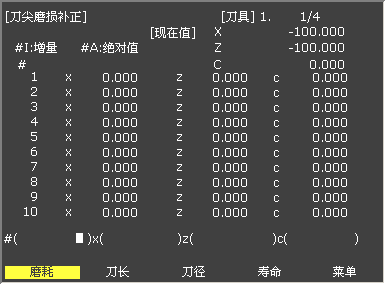 [刀尖磨损补正] [刀具] 1. 1/4
[现在值] X -100.000
#I:增量 #A:绝对值 Z -100.000
# C 0.000
1 x 0.000 z 0.000 c 0.000
2 x 0.000 z 0.000 c 0.000
3 x 0.000 z 0.000 c 0.000
4 x 0.000 z 0.000 c 0.000
5 x 0.000 z 0.000 c 0.000
6 x 0.000 z 0.000 c 0.000
7 x 0.000 z 0.000 c 0.000
8 x 0.000 z 0.000 c 0.000
9 x 0.000 z 0.000 c 0.000
10 x 0.000 z 0.000 c 0.000
#( )x( )z( )c( )
磨耗 刀长 刀径 寿命 菜单